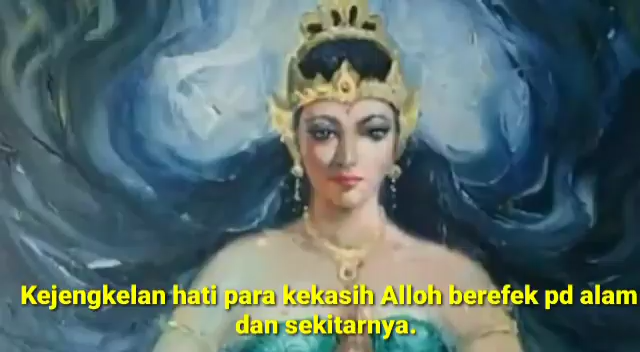 Kejengkelan hati para kekasih Alloh berefek pd alam
dan sekitarnya.